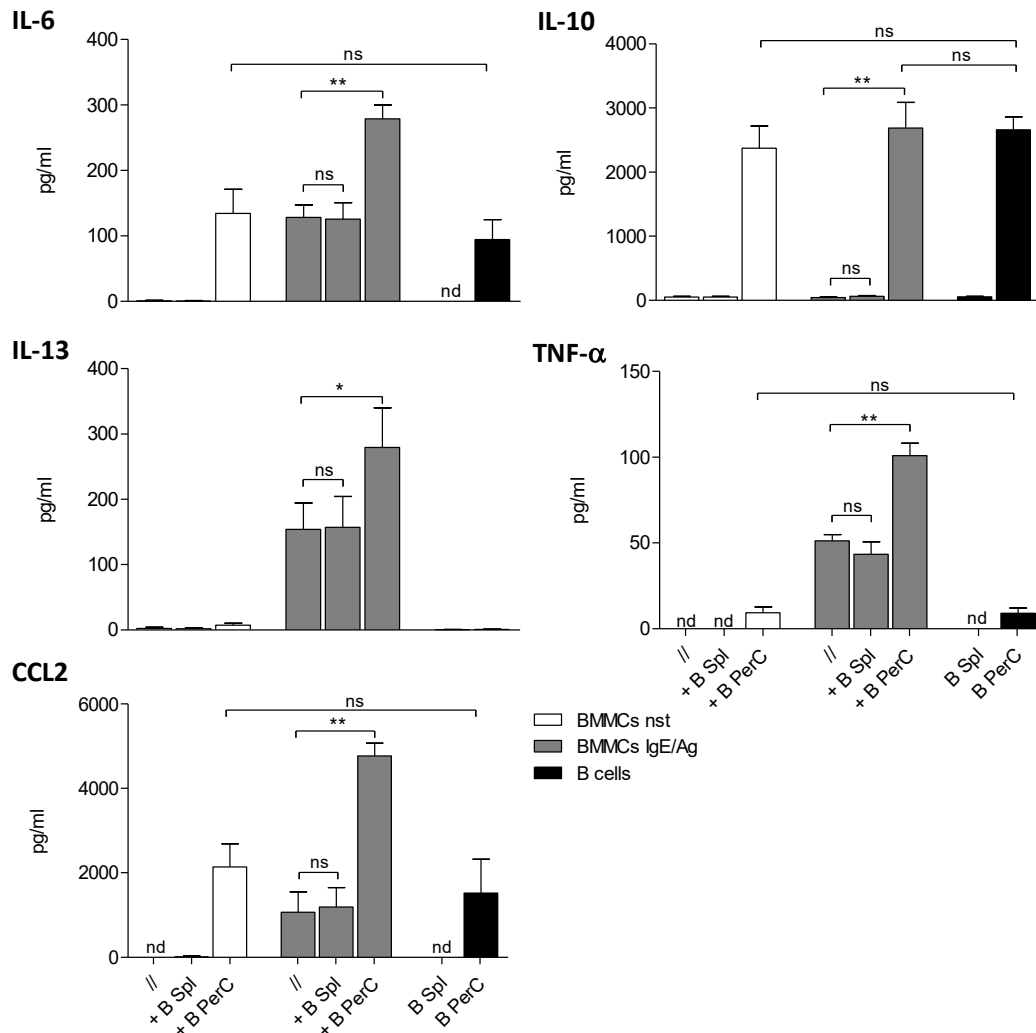 IL-6
400
300
200
100
0
pg/ml
ns
**
ns
nd
IL-10
4000
3000
2000
1000
0
pg/ml
ns
ns
**
ns
IL-13
400
300
200
100
0
pg/ml
*
ns
TNF-α
150
100
50
0
pg/ml
ns
**
ns
nd
nd
nd
//
+ B Spl
+ B PerC
//
+ B Spl
+ B PerC
B Spl
B PerC
CCL2
6000
4000
2000
0
pg/ml
ns
**
ns
nd
nd
//
+ B Spl
+ B PerC
//
+ B Spl
+ B PerC
B Spl
B PerC
BMMCs nst
BMMCs IgE/Ag
B cells